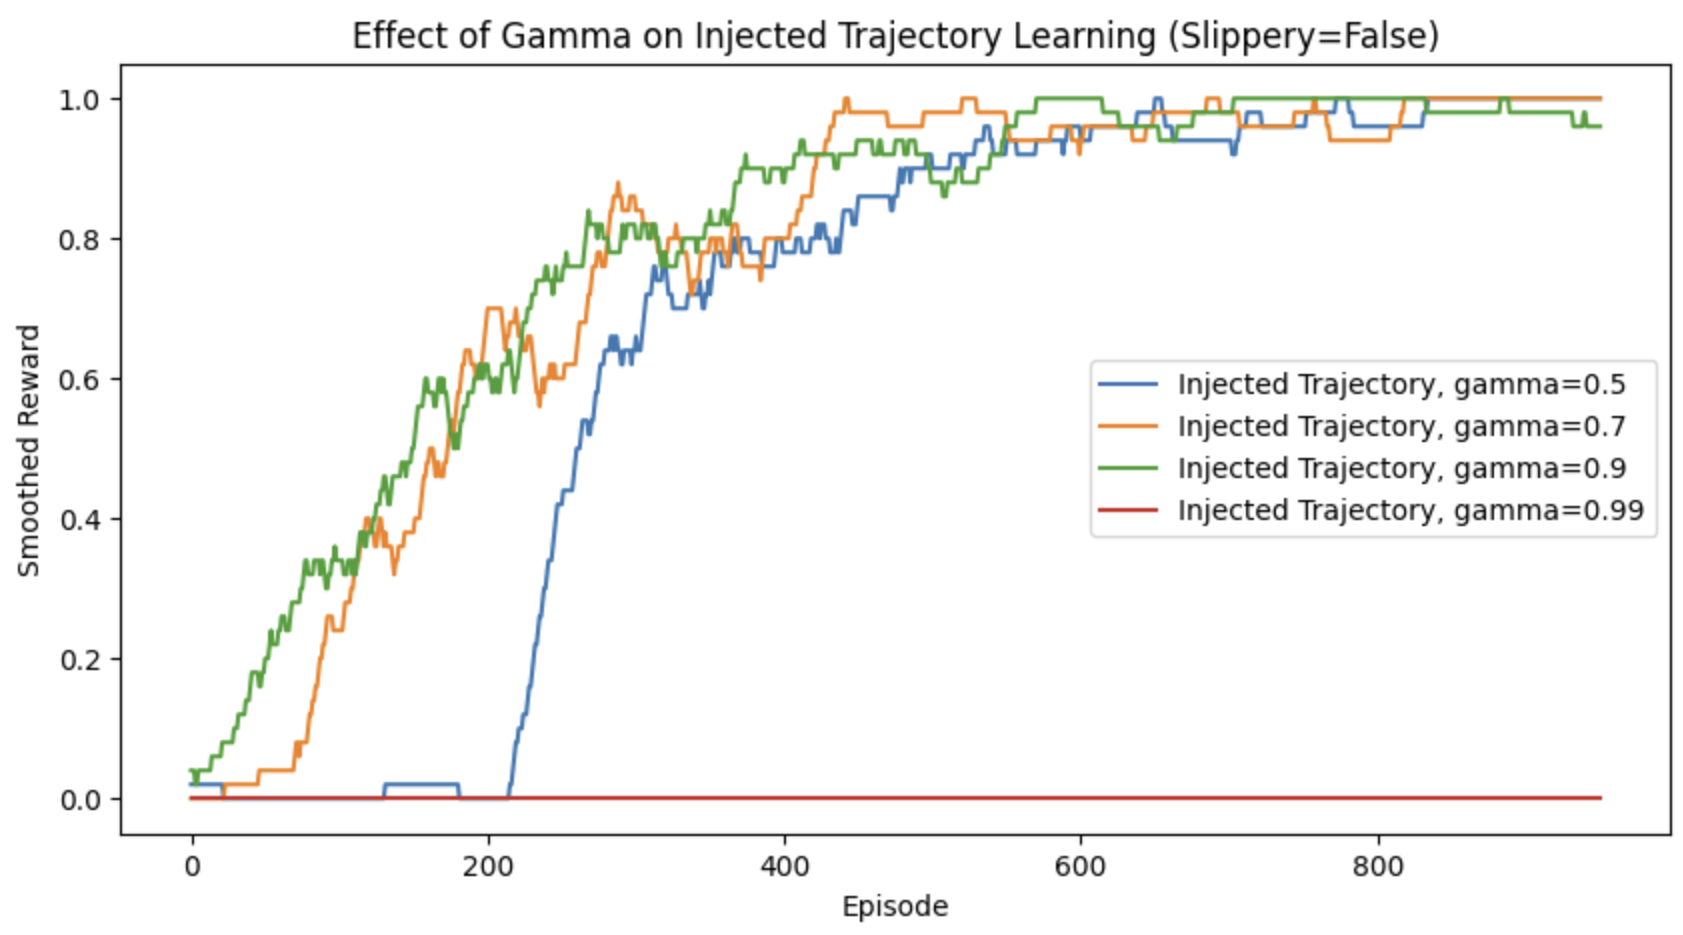 Effect of Gamma on Injected Trajectory Learning (Slippery=False)
1.0
0.8
0.6
0.4
0.2
0.0
Smoothed Reward
Injected Trajectory, gamma=0.5
Injected Trajectory, gamma=0.7
Injected Trajectory, gamma=0.9
Injected Trajectory, gamma=0.99
0 200 400 600 800
Episode